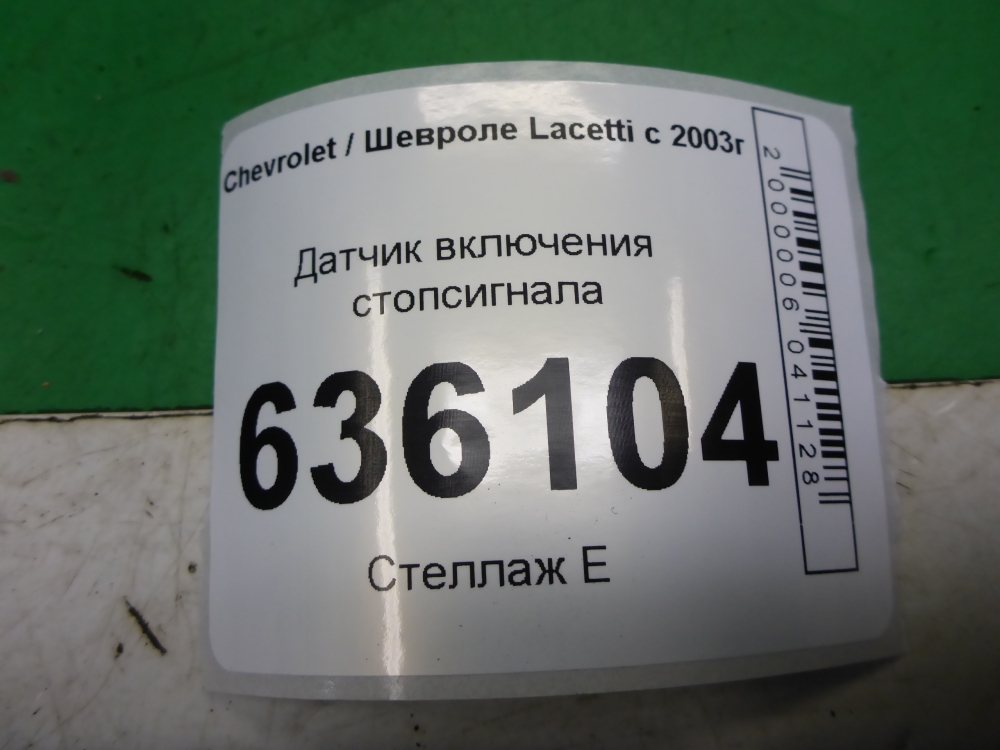 Chevrolet / Шевроле Lacetti с 2003г
Датчик включения
стопсигнала
636104
Стеллаж Е
2000006041128